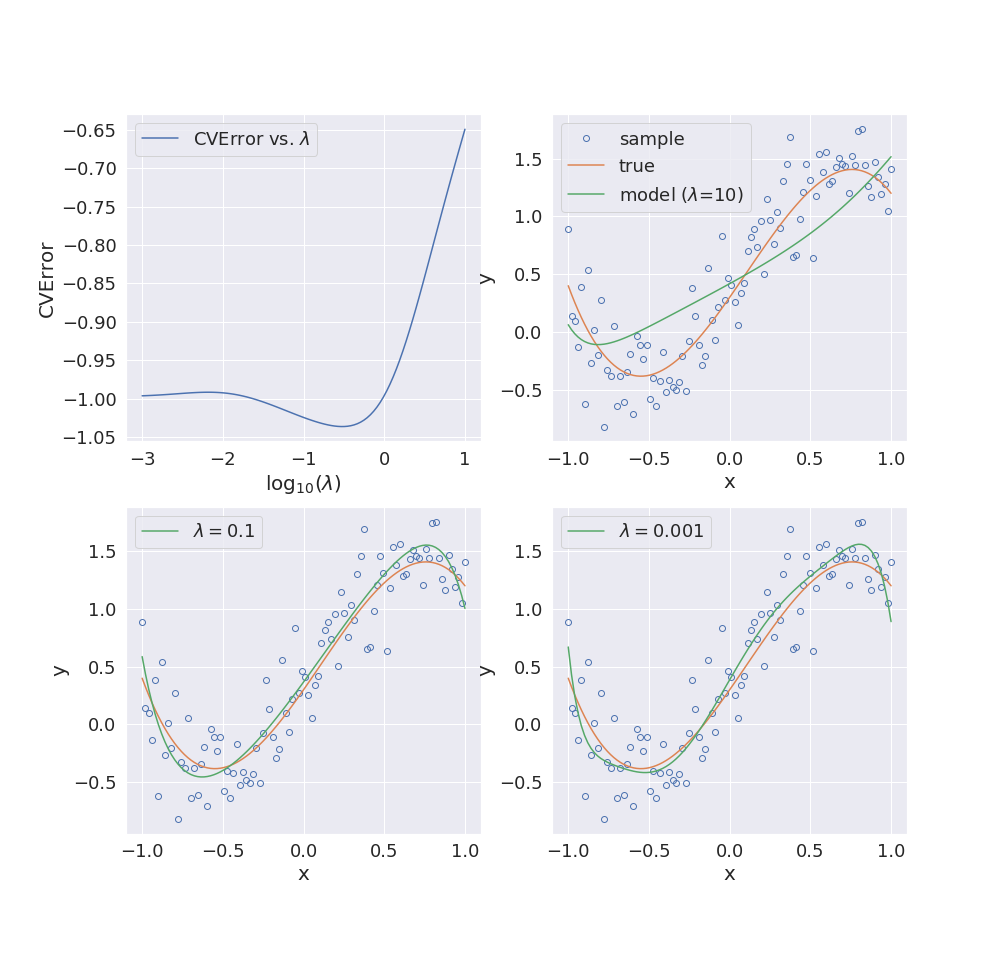 CVError vs. λ
−0.65
−0.70
−0.75
−0.80
−0.85
−0.90
−0.95
−1.00
−1.05
CVError
−3 −2 −1 0 1
log₁₀(λ)
sample
true
model (λ=10)
1.5
1.0
0.5
0.0
−0.5
y
−1.0 −0.5 0.0 0.5 1.0
x
λ = 0.1
1.5
1.0
0.5
0.0
−0.5
y
−1.0 −0.5 0.0 0.5 1.0
x
λ = 0.001
1.5
1.0
0.5
0.0
−0.5
y
−1.0 −0.5 0.0 0.5 1.0
x